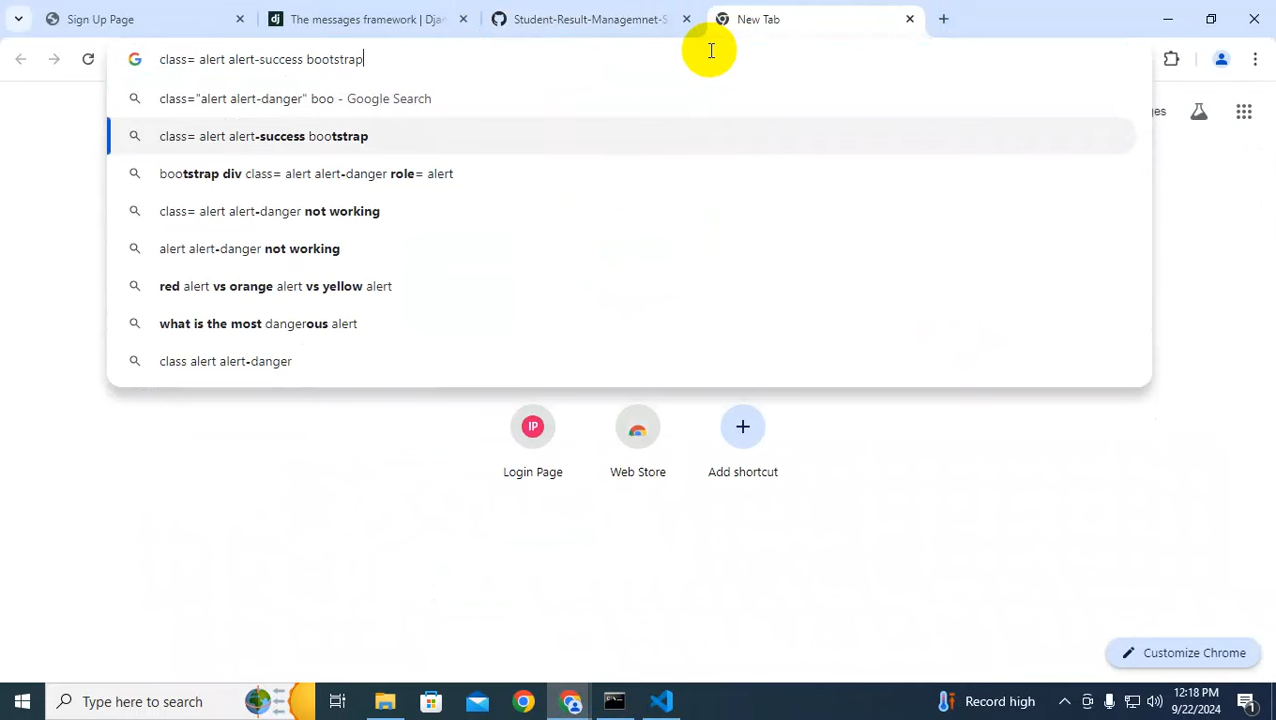 Sign Up Page
The messages framework | Djan
Student-Result-Managemnet-S
New Tab
class= alert alert-success bootstrap
class="alert alert-danger" boo - Google Search
class= alert alert-success bootstrap
bootstrap div class= alert alert-danger role= alert
class= alert alert-danger not working
alert alert-danger not working
red alert vs orange alert vs yellow alert
what is the most dangerous alert
class alert alert-danger
IP
Login Page
Web Store
Add shortcut
Customize Chrome
Type here to search
Record high
12:18 PM
9/22/2024
1